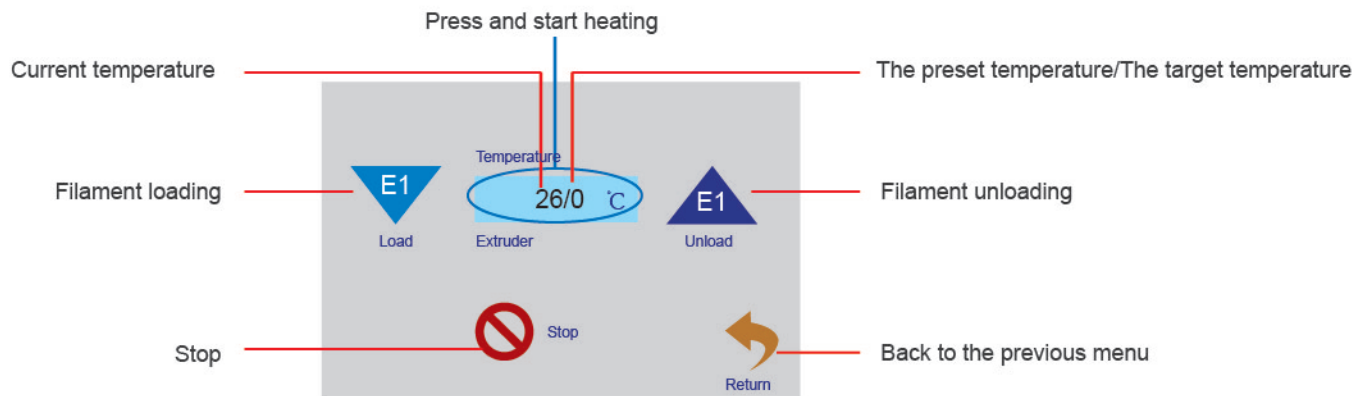 Press and start heating
Current temperature
The preset temperature/The target temperature
Temperature
Filament loading
E1
26/0 ℃
E1
Filament unloading
Load
Extruder
Unload
Stop
Stop
Back to the previous menu
Return